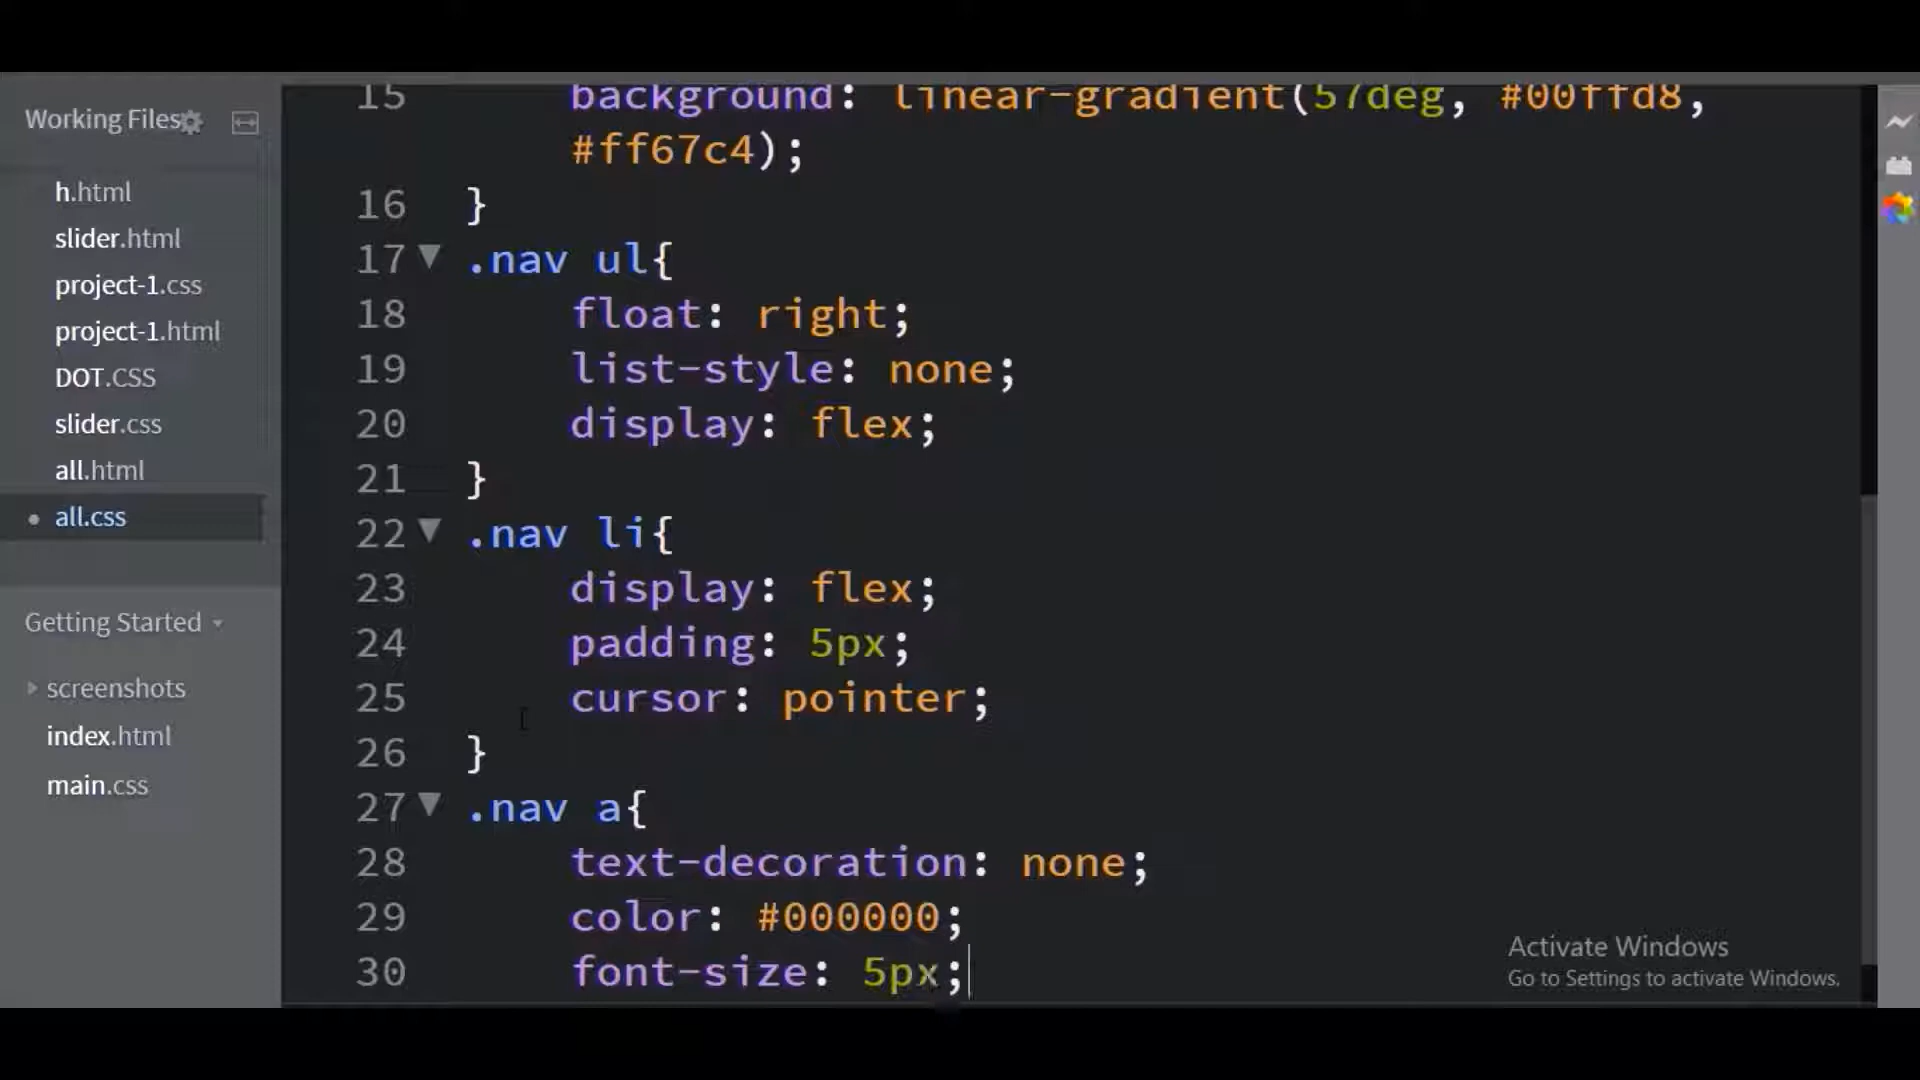 Working Files
h.html
slider.html
project-1.css
project-1.html
DOT.CSS
slider.css
all.html
all.css
Getting Started
screenshots
index.html
main.css
15 background: linear-gradient(57deg, #00ffd8,
#ff67c4);
16 }
17 .nav ul{
18 float: right;
19 list-style: none;
20 display: flex;
21 }
22 .nav li{
23 display: flex;
24 padding: 5px;
25 cursor: pointer;
26 }
27 .nav a{
28 text-decoration: none;
29 color: #000000;
30 font-size: 5px;
Activate Windows
Go to Settings to activate Windows.